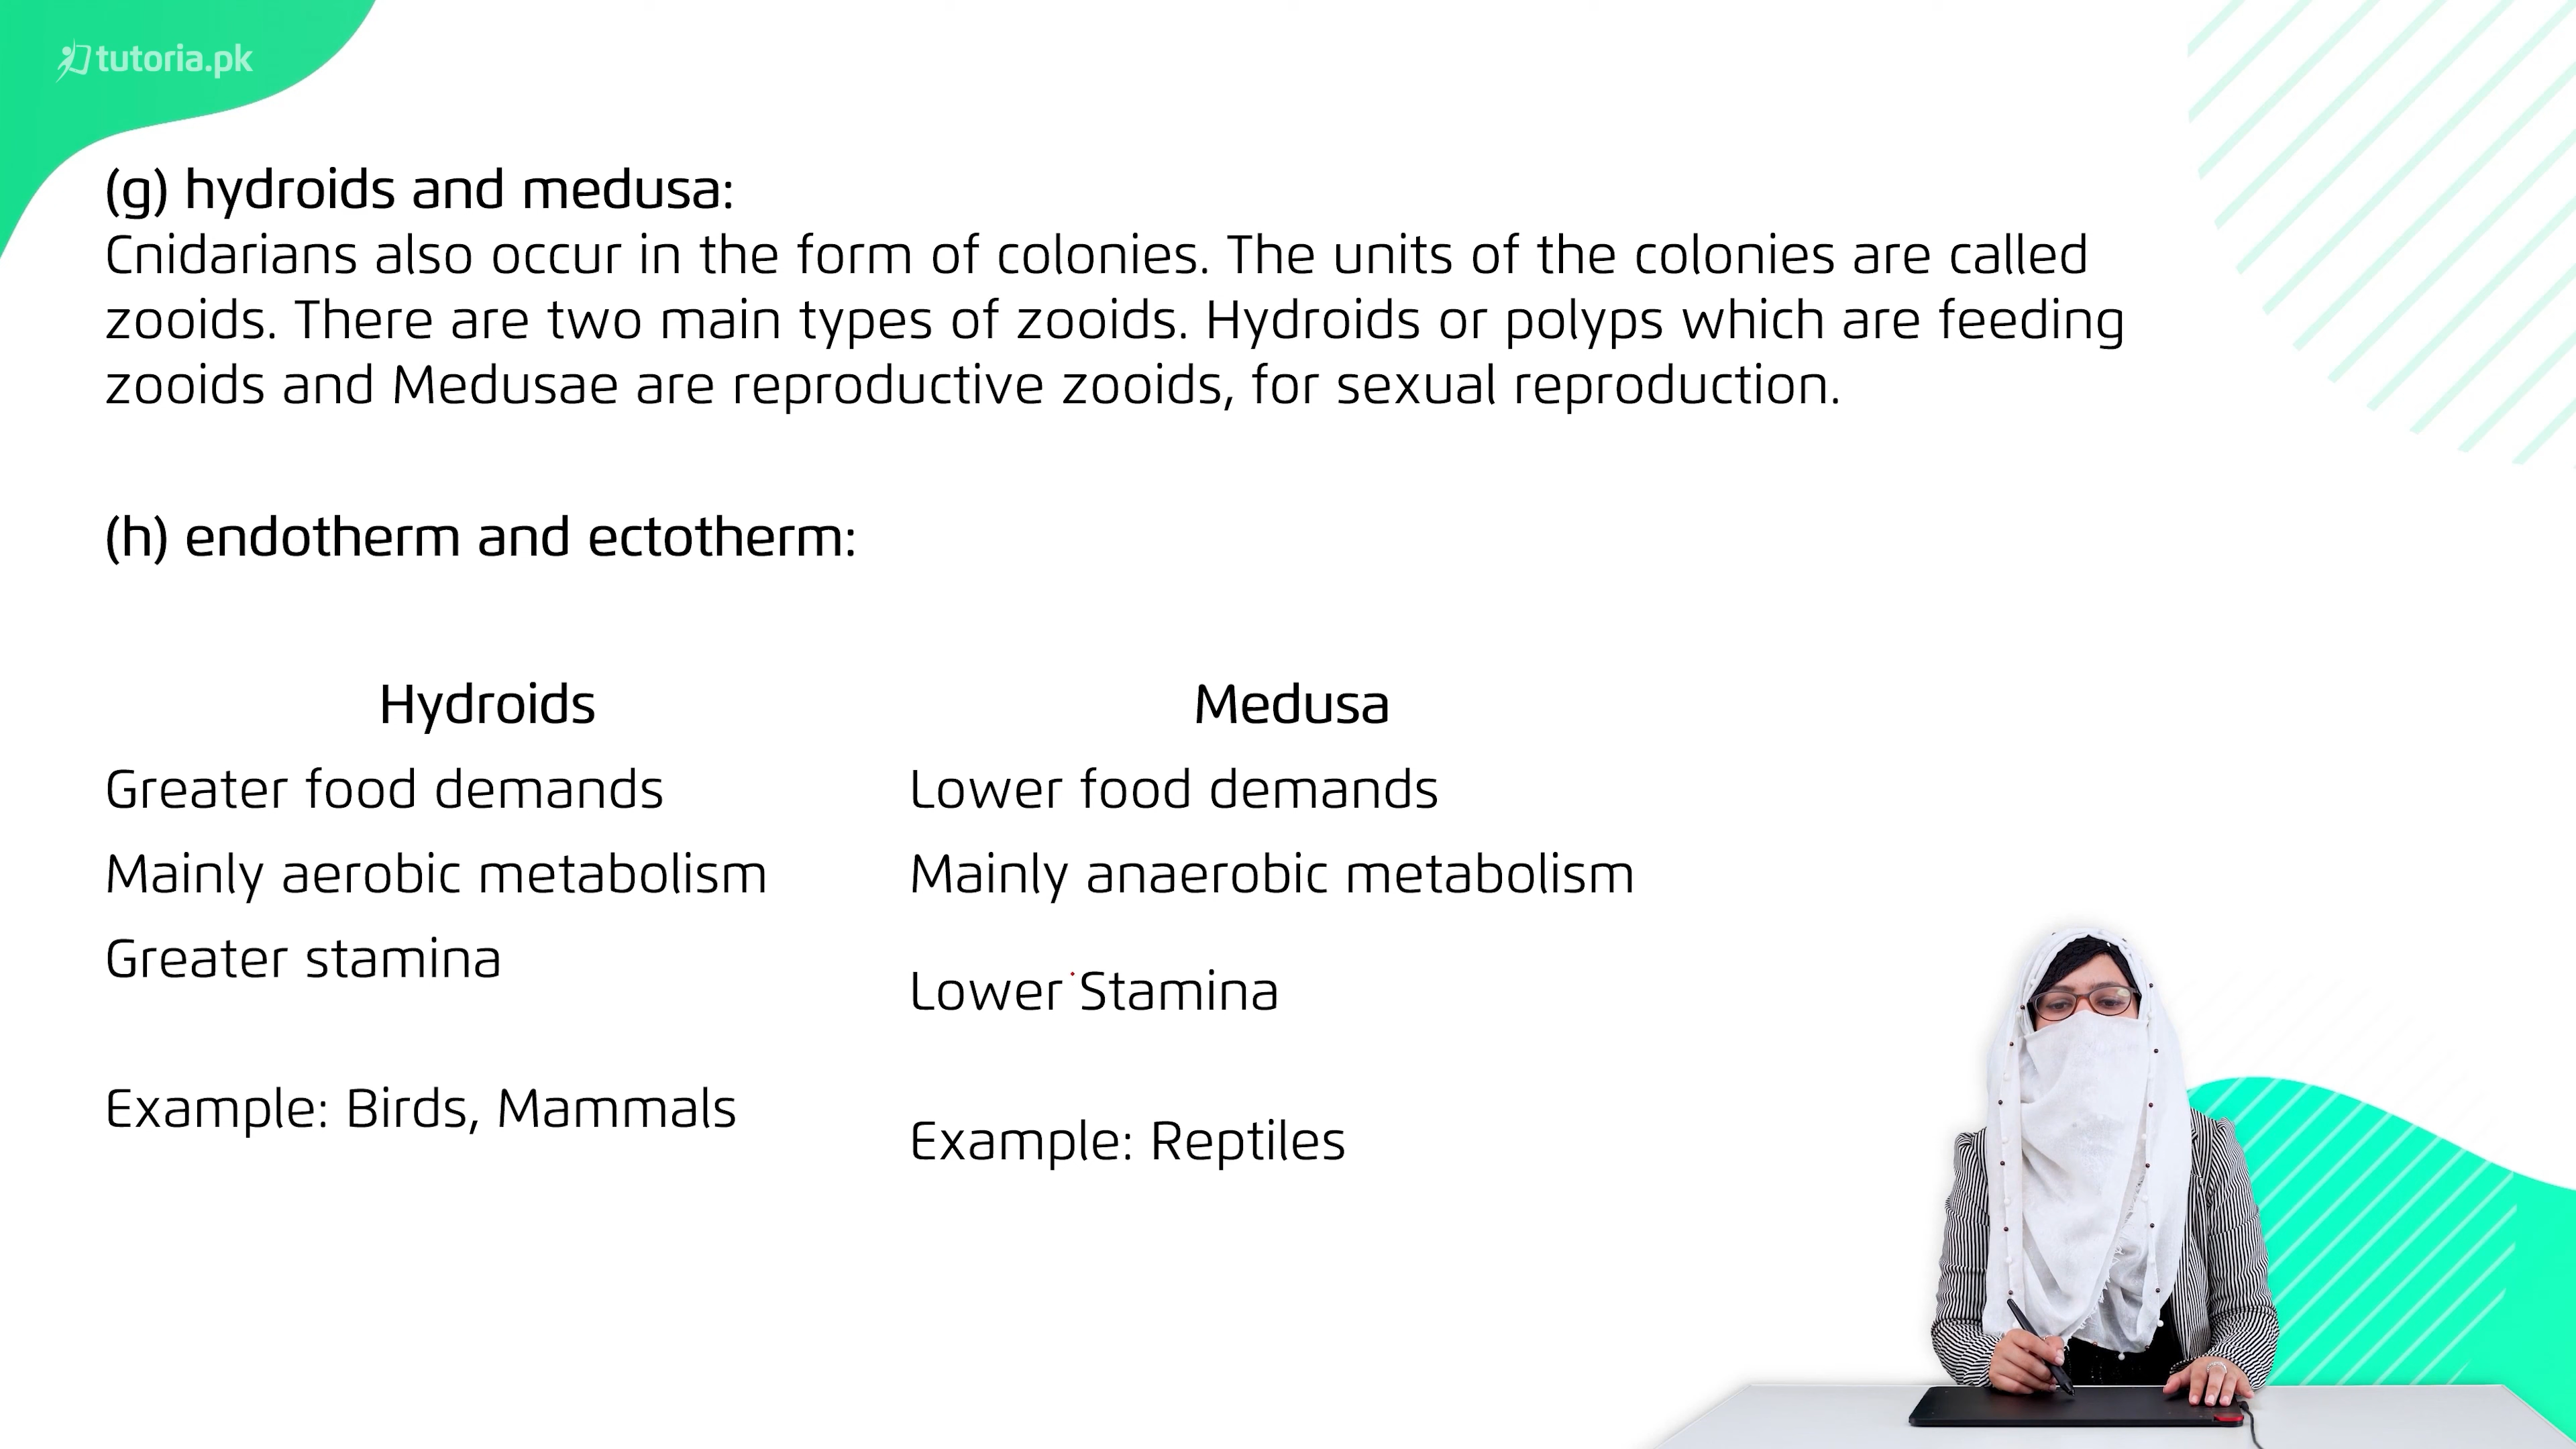 tutoria.pk
(g) hydroids and medusa:
Cnidarians also occur in the form of colonies. The units of the colonies are called
zooids. There are two main types of zooids. Hydroids or polyps which are feeding
zooids and Medusae are reproductive zooids, for sexual reproduction.
(h) endotherm and ectotherm:
Hydroids
Greater food demands
Mainly aerobic metabolism
Greater stamina
Example: Birds, Mammals
Medusa
Lower food demands
Mainly anaerobic metabolism
Lower Stamina
Example: Reptiles